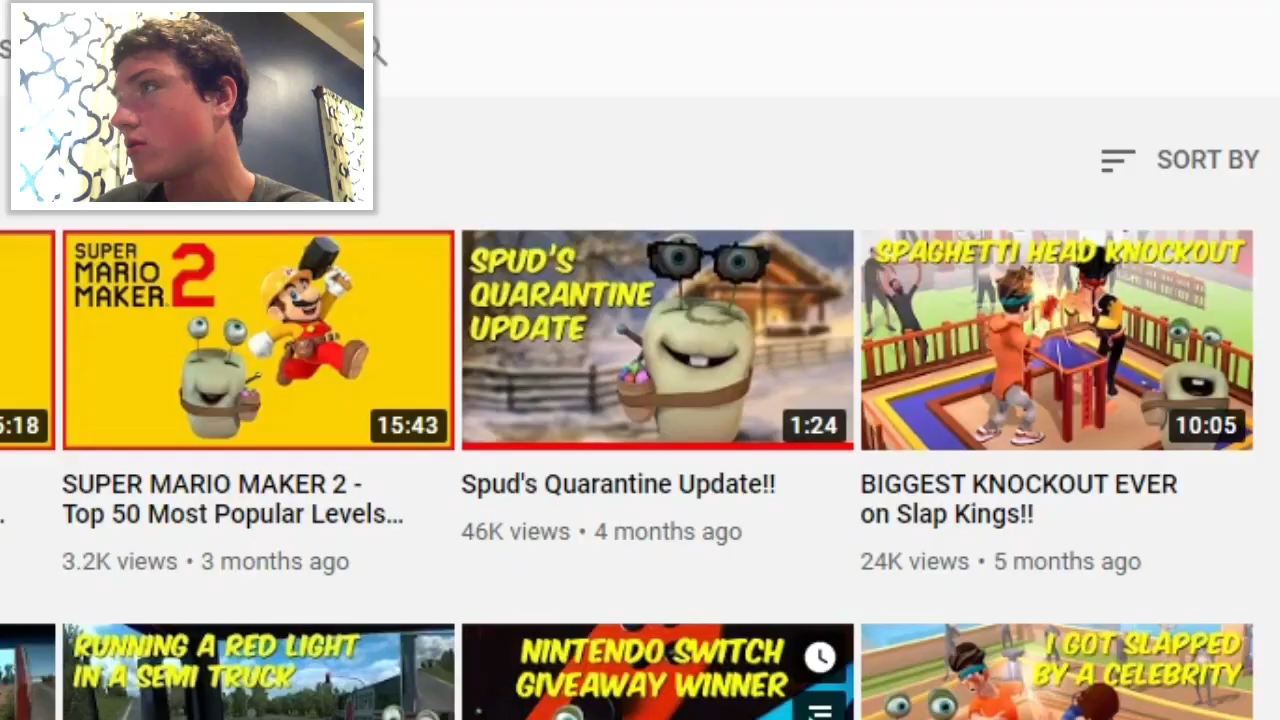 SORT BY
SUPER
MARIO
MAKER 2
SPUD'S
QUARANTINE
UPDATE
SPAGHETTI HEAD KNOCKOUT
5:18
15:43
1:24
10:05
SUPER MARIO MAKER 2 -
Top 50 Most Popular Levels...
3.2K views • 3 months ago
Spud's Quarantine Update!!
46K views • 4 months ago
BIGGEST KNOCKOUT EVER
on Slap Kings!!
24K views • 5 months ago
RUNNING A RED LIGHT
IN A SEMI TRUCK
NINTENDO SWITCH
GIVEAWAY WINNER
I GOT SLAPPED
BY A CELEBRITY